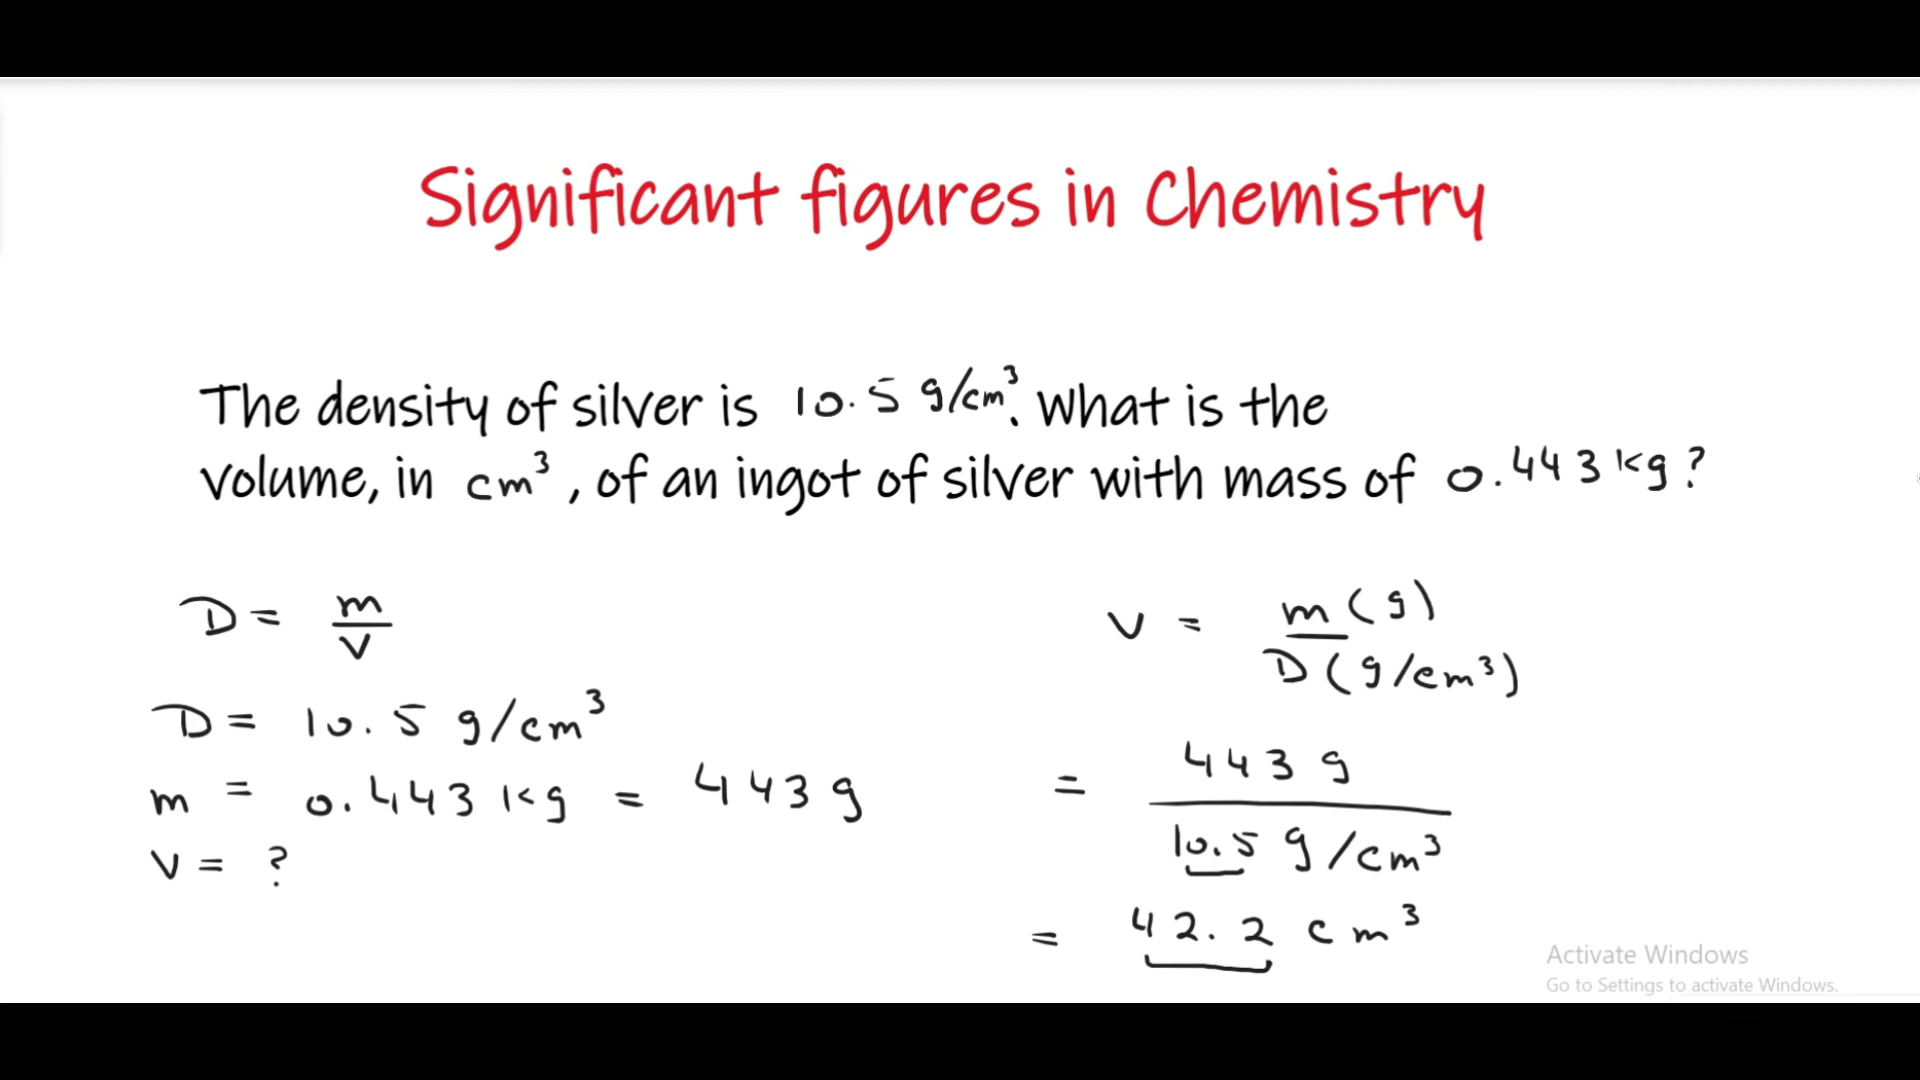 Significant figures in Chemistry
The density of silver is 10.5 g/cm³. What is the
volume, in cm³, of an ingot of silver with mass of 0.443 kg?
D = m/V
D = 10.5 g/cm³
m = 0.443 kg = 443 g
V = ?
V = m (g) / D (g/cm³)
= 443 g / 10.5 g/cm³
= 42.2 cm³
Activate Windows
Go to Settings to activate Windows.